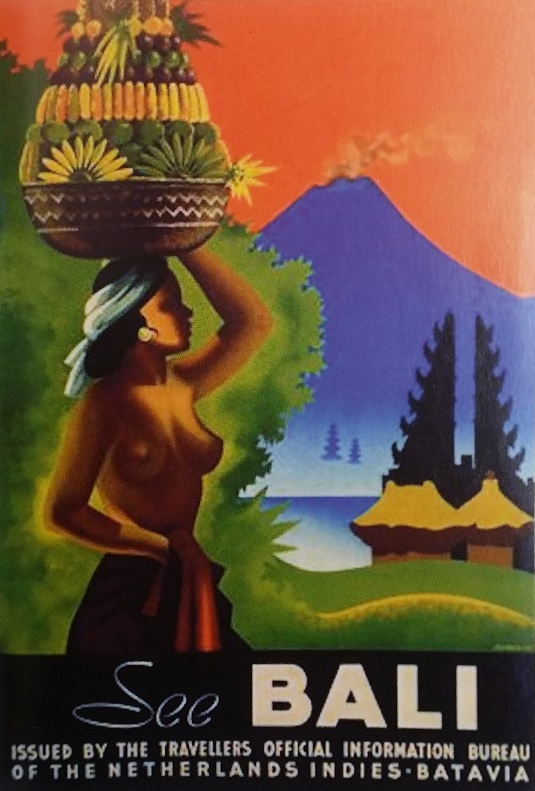 See BALI
ISSUED BY THE TRAVELLERS OFFICIAL INFORMATION BUREAU
OF THE NETHERLANDS INDIES-BATAVIA